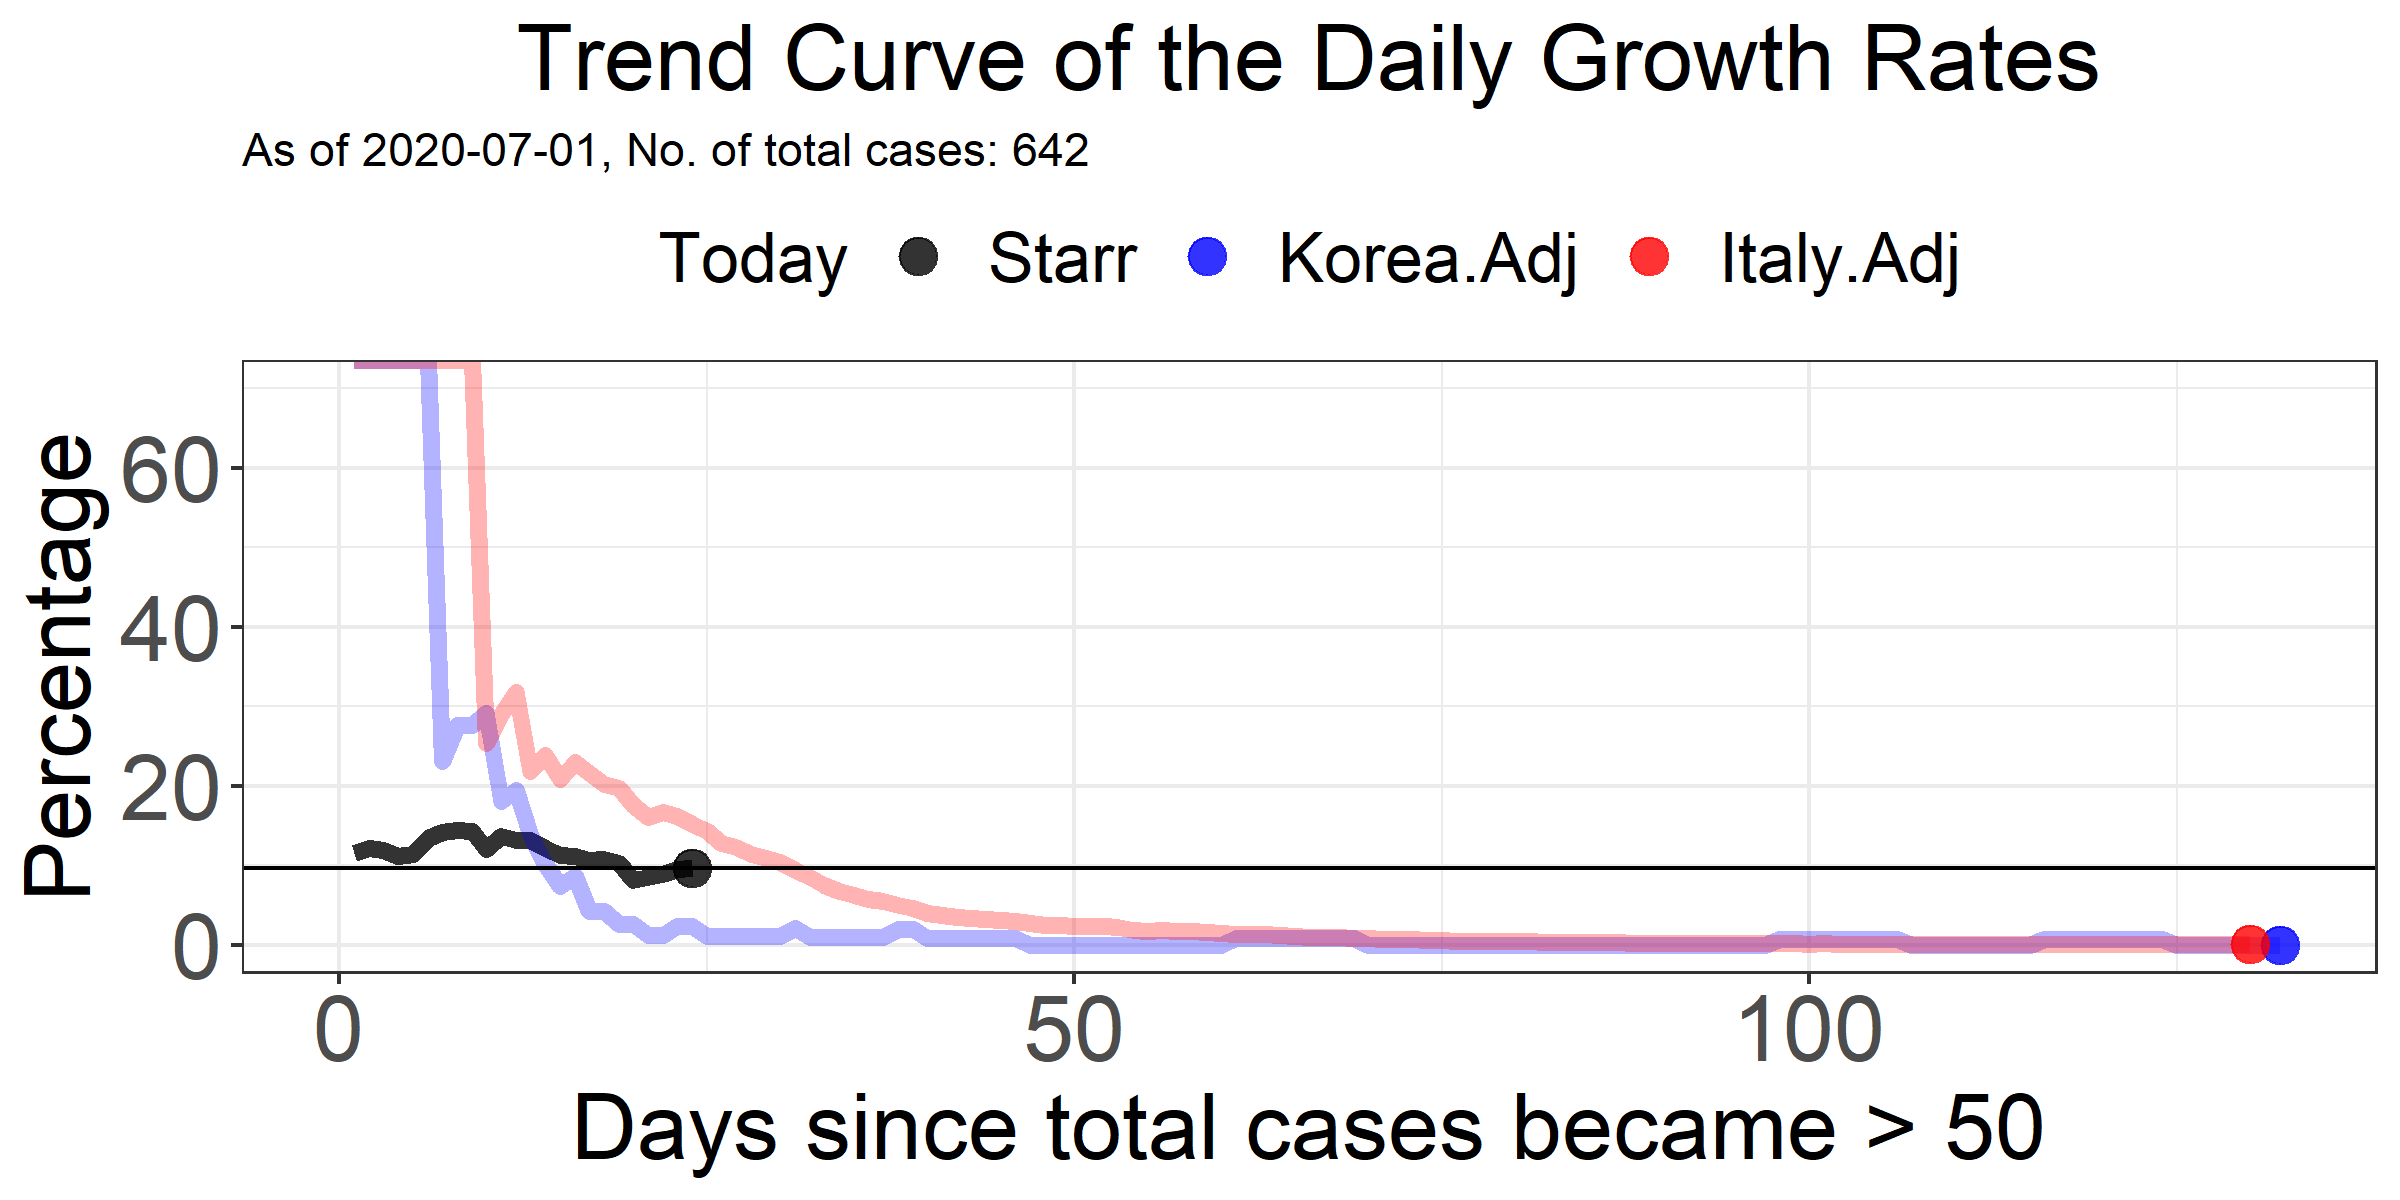 Trend Curve of the Daily Growth Rates
As of 2020-07-01, No. of total cases: 642
Today Starr Korea.Adj Italy.Adj
Percentage
60
40
20
0
0 50 100
Days since total cases became > 50